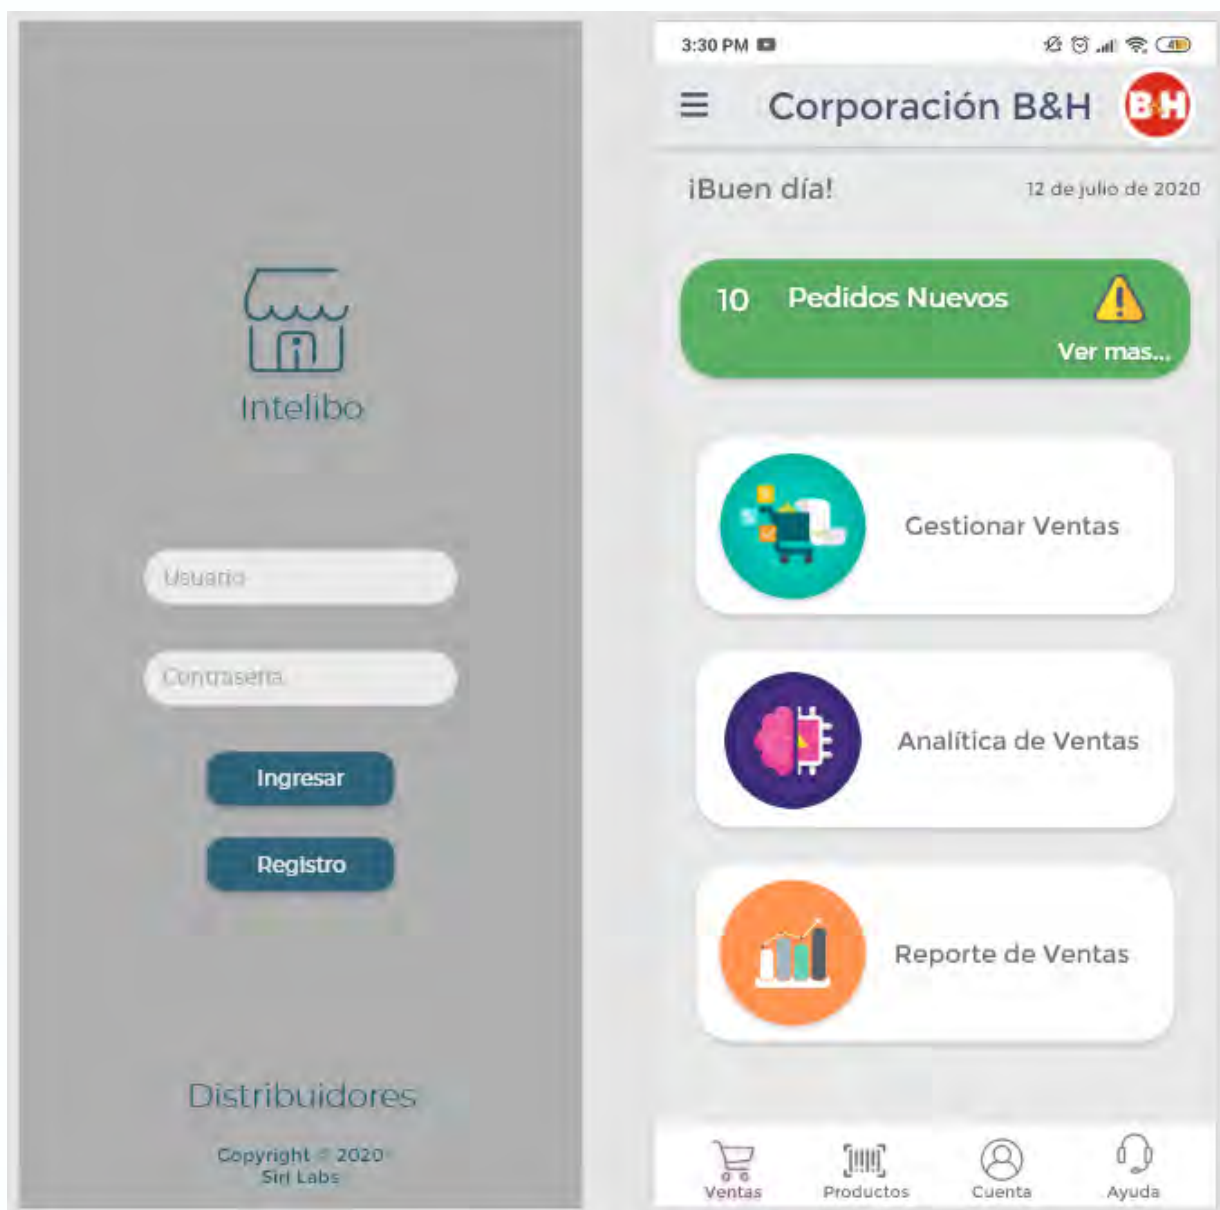 Intelibo
Usuario
Contraseña
Ingresar
Registro
Distribuidores
Copyright © 2020
Siri Labs
3:30 PM
41
Corporación B&H
B&H
¡Buen día!
12 de julio de 2020
10 Pedidos Nuevos
Ver mas...
Gestionar Ventas
Analítica de Ventas
Reporte de Ventas
Ventas
Productos
Cuenta
Ayuda